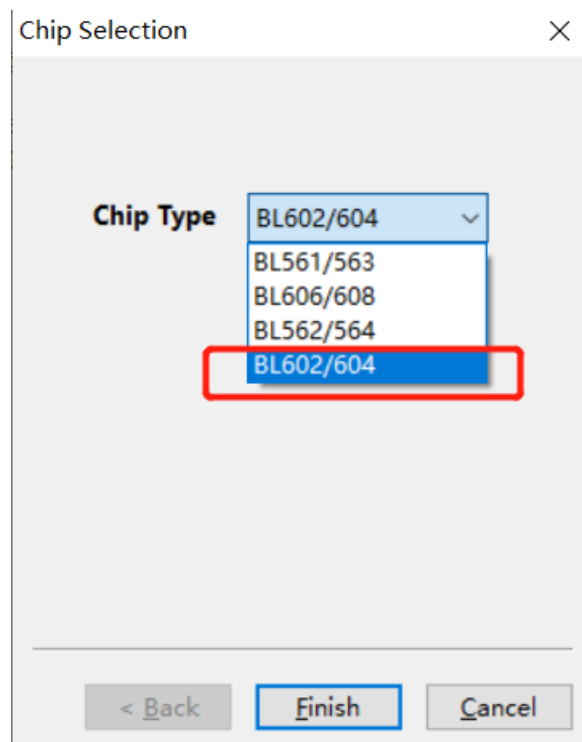 Chip Selection
Chip Type BL602/604
BL561/563
BL606/608
BL562/564
BL602/604
< Back Finish Cancel